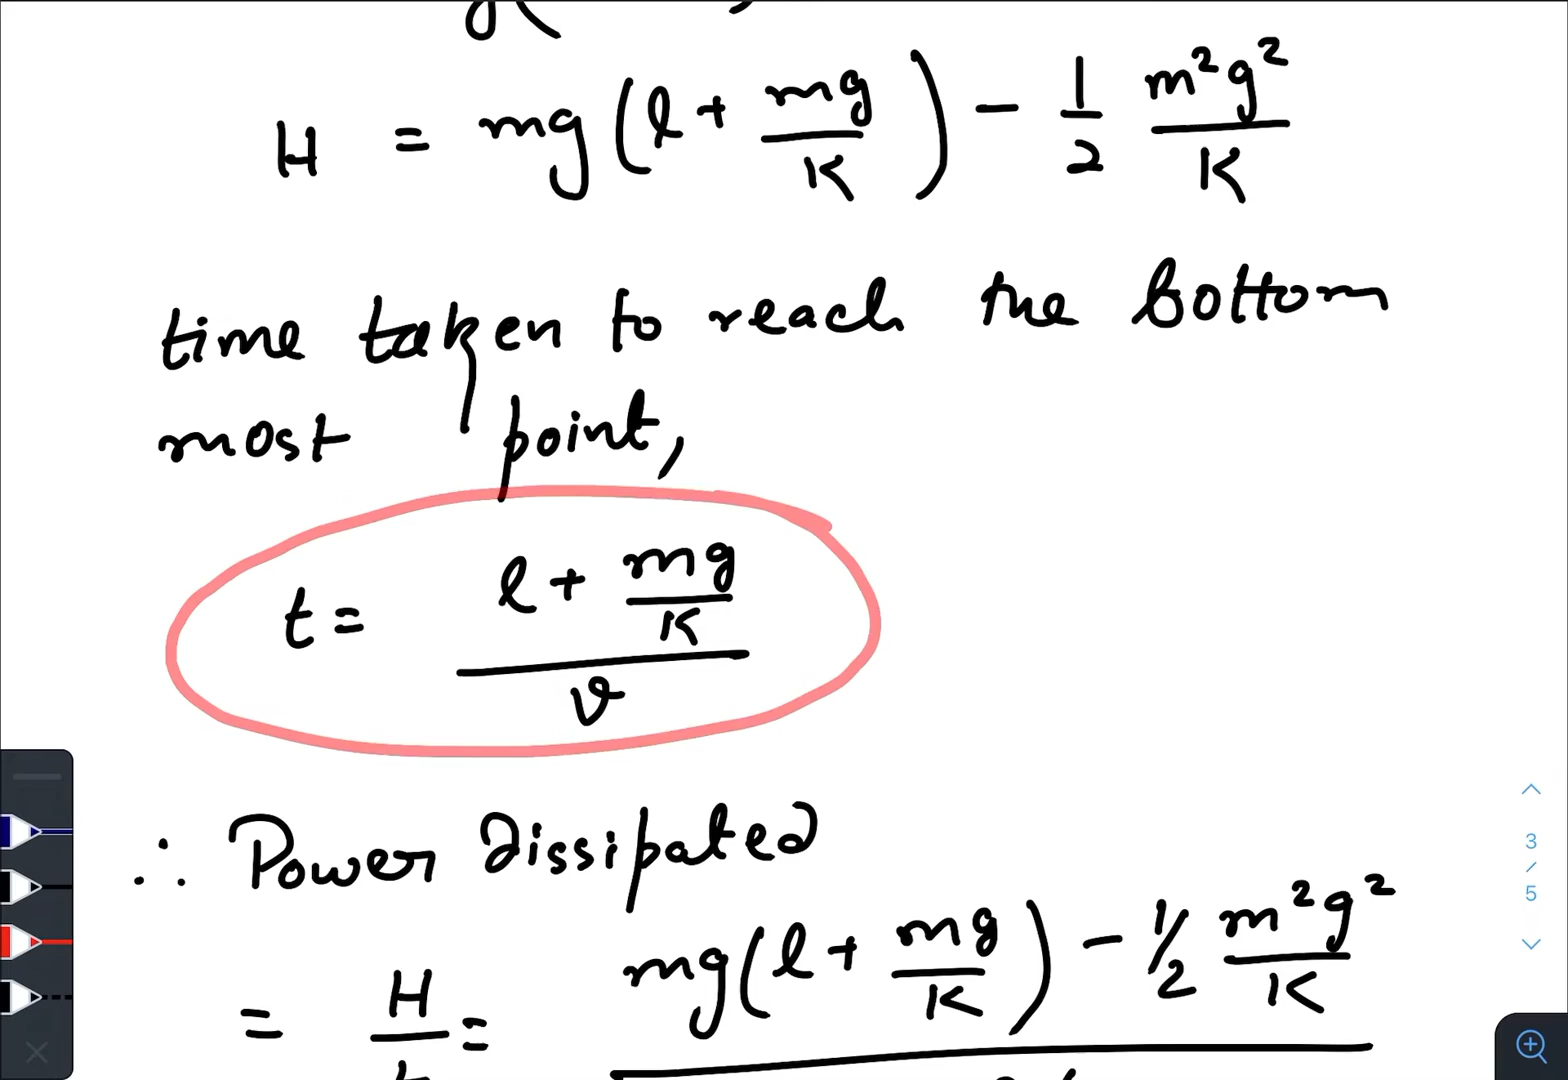 H = mg(l + mg/K) - 1/2 m²g²/K
time taken to reach the bottom
most point,
t = (l + mg/K)/v
∴ Power Dissipated
= H/t = mg(l + mg/K) - 1/2 m²g²/K
3
/
5